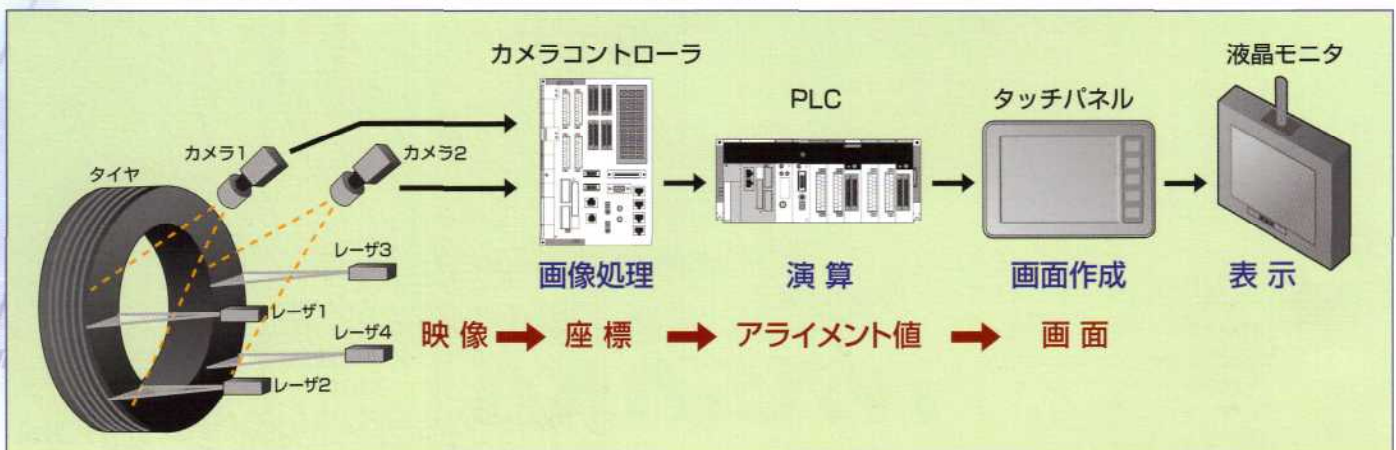 カメラコントローラ
液晶モニタ
PLC
タッチパネル
カメラ1
カメラ2
タイヤ
レーザ3
レーザ1
レーザ4
レーザ2
画像処理
演算
画面作成
表示
映像 → 座標 → アライメント値 → 画面